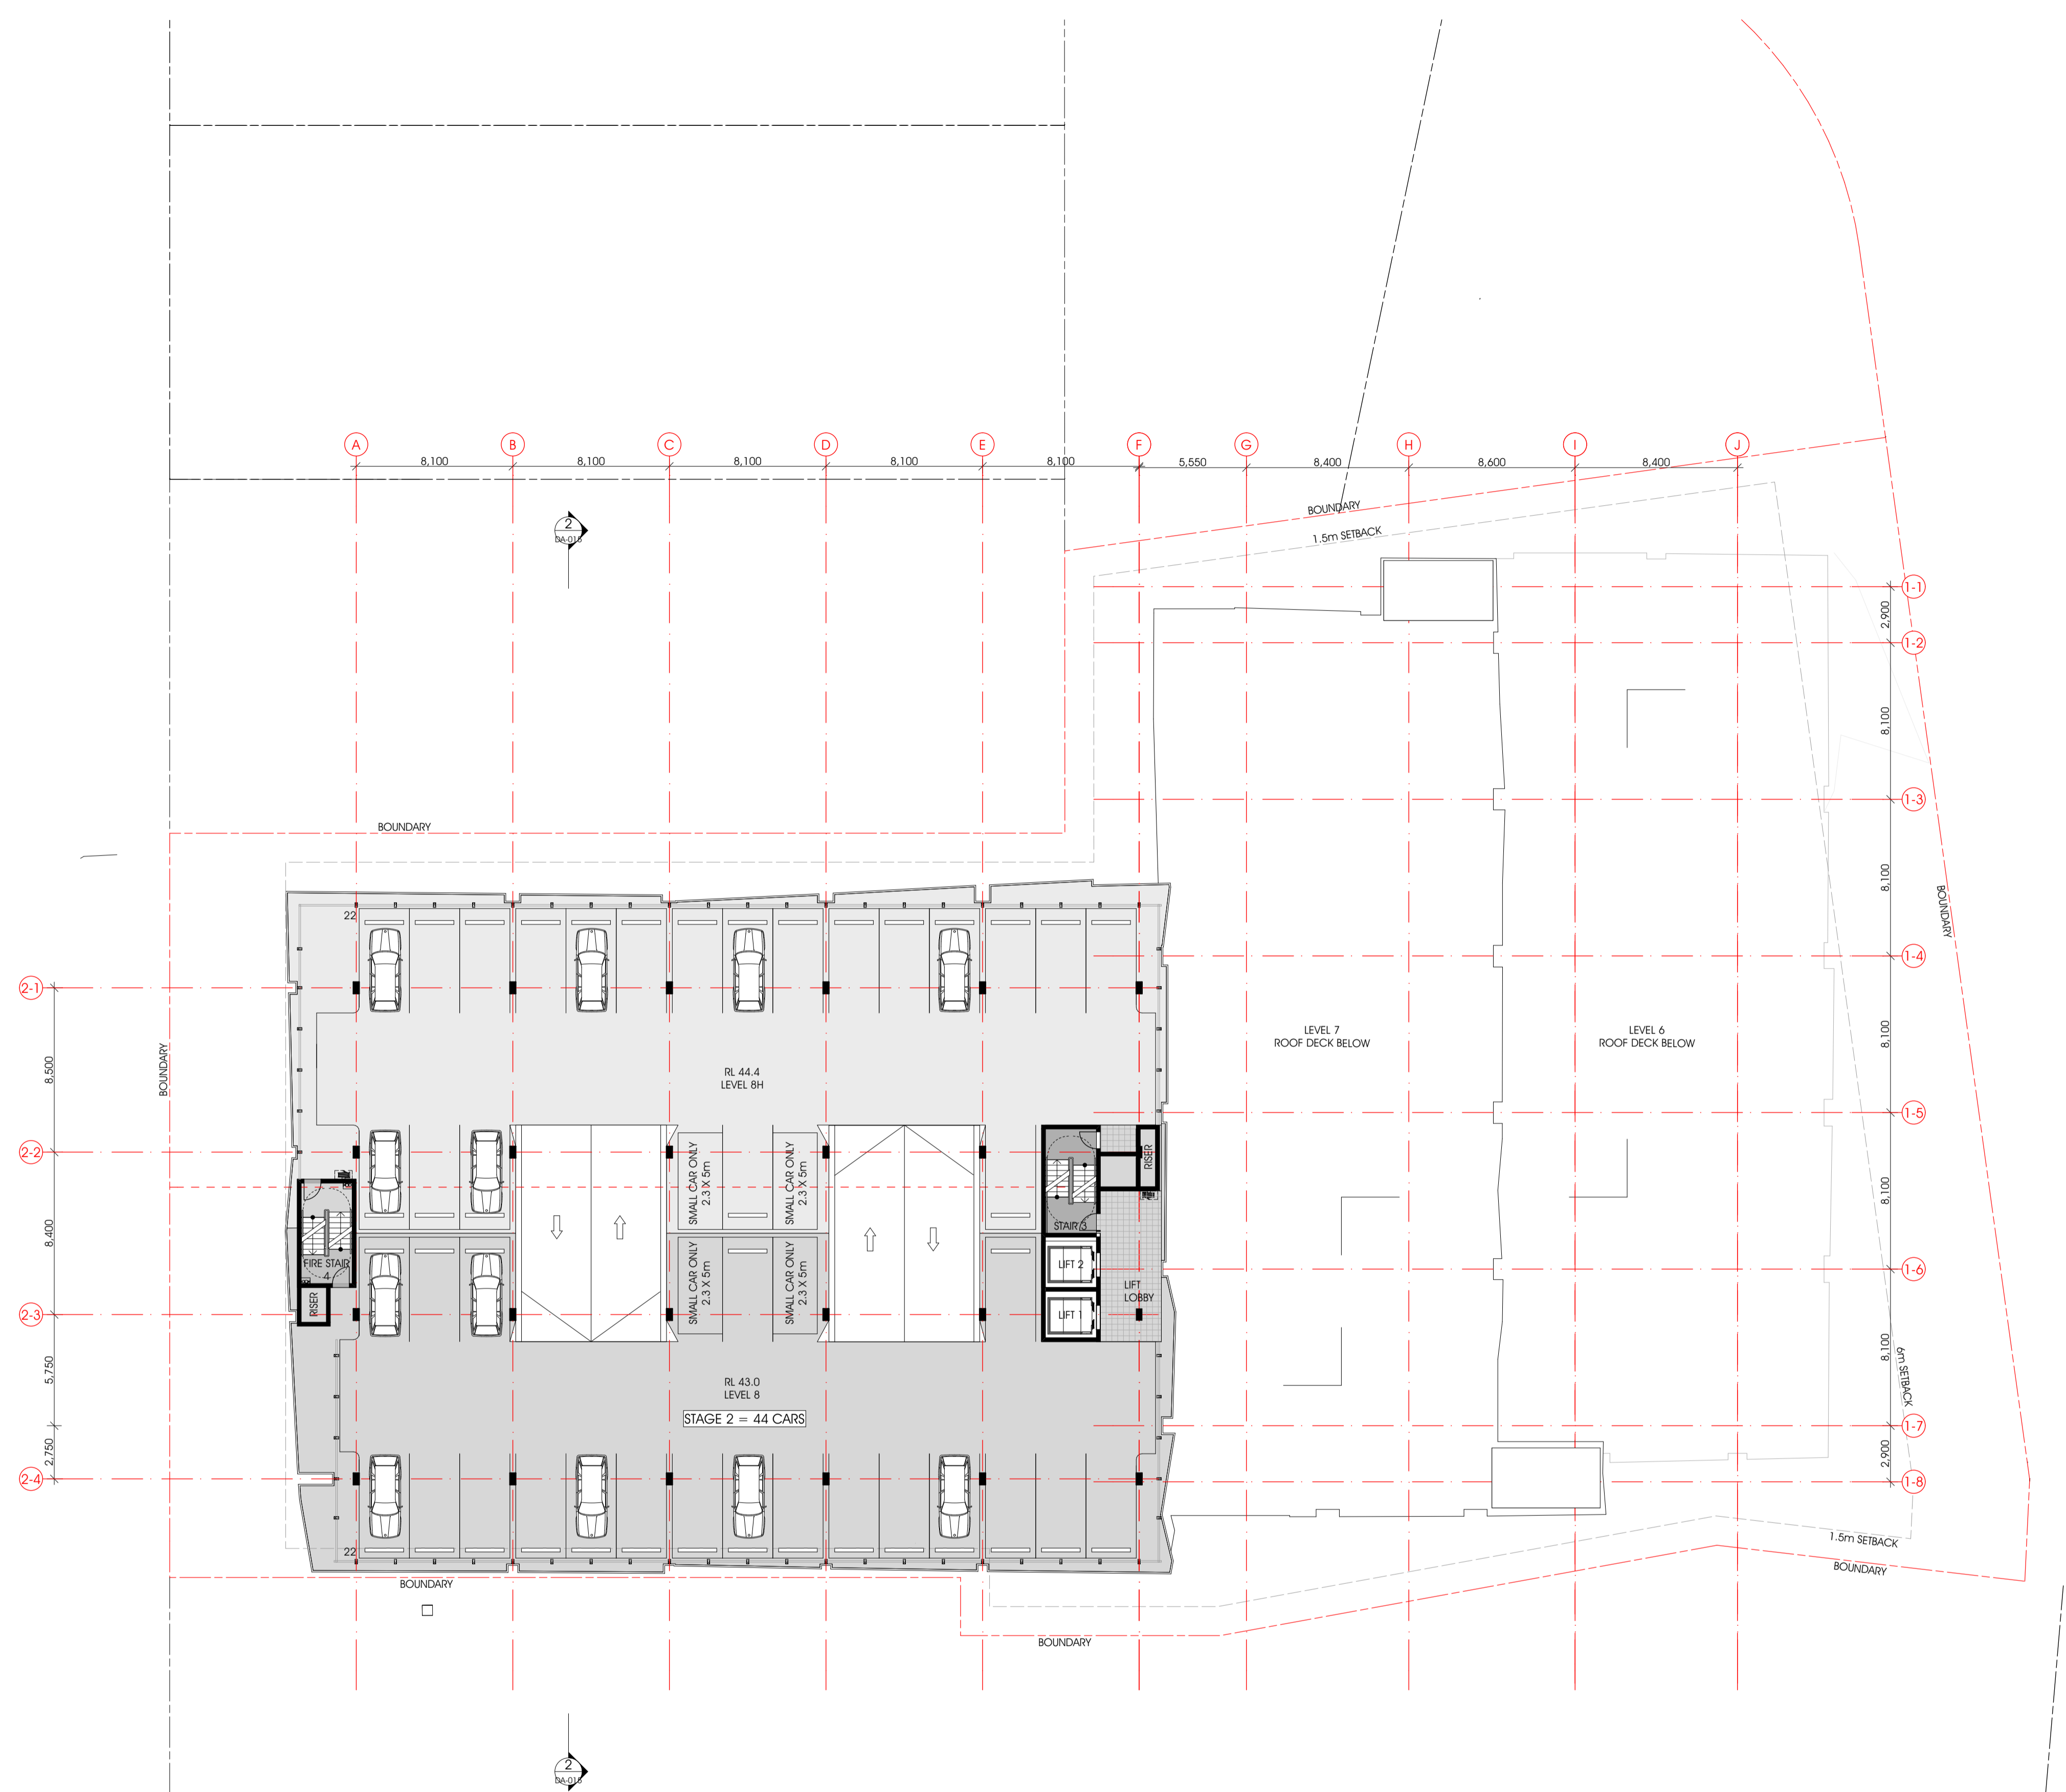 A
B
C
D
E
F
G
H
I
J
8,100
8,100
8,100
8,100
8,100
5,550
8,400
8,600
8,400
BOUNDARY
1.5m SETBACK
2
DA-015
1-1
2,900
1-2
8,100
1-3
8,100
1-4
8,100
1-5
8,100
1-6
8,100
1-7
2,900
1-8
BOUNDARY
6m SETBACK
BOUNDARY
BOUNDARY
22
2-1
8,500
2-2
8,400
2-3
5,750
2,750
2-4
LEVEL 7
ROOF DECK BELOW
LEVEL 6
ROOF DECK BELOW
RL 44.4
LEVEL 8H
SMALL CAR ONLY
2.3 X 5m
SMALL CAR ONLY
2.3 X 5m
RISER
STAIR 3
FIRE STAIR
4
RISER
SMALL CAR ONLY
2.3 X 5m
SMALL CAR ONLY
2.3 X 5m
LIFT 2
LIFT
LOBBY
LIFT 1
RL 43.0
LEVEL 8
STAGE 2 = 44 CARS
22
BOUNDARY
1.5m SETBACK
BOUNDARY
BOUNDARY
2
DA-015